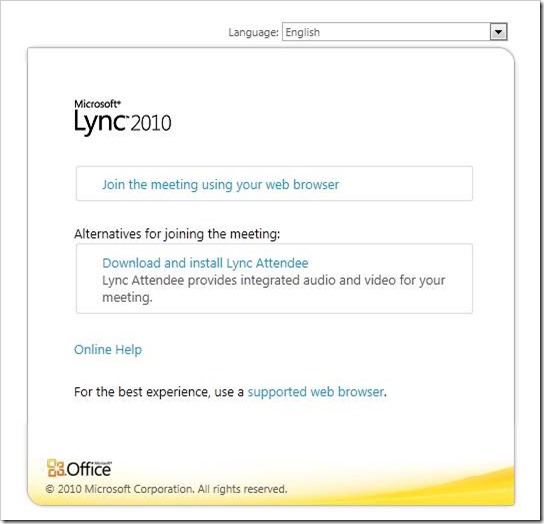 Language: English
Microsoft®
Lync™ 2010
Join the meeting using your web browser
Alternatives for joining the meeting:
Download and install Lync Attendee
Lync Attendee provides integrated audio and video for your
meeting.
Online Help
For the best experience, use a supported web browser.
Microsoft®
Office
© 2010 Microsoft Corporation. All rights reserved.